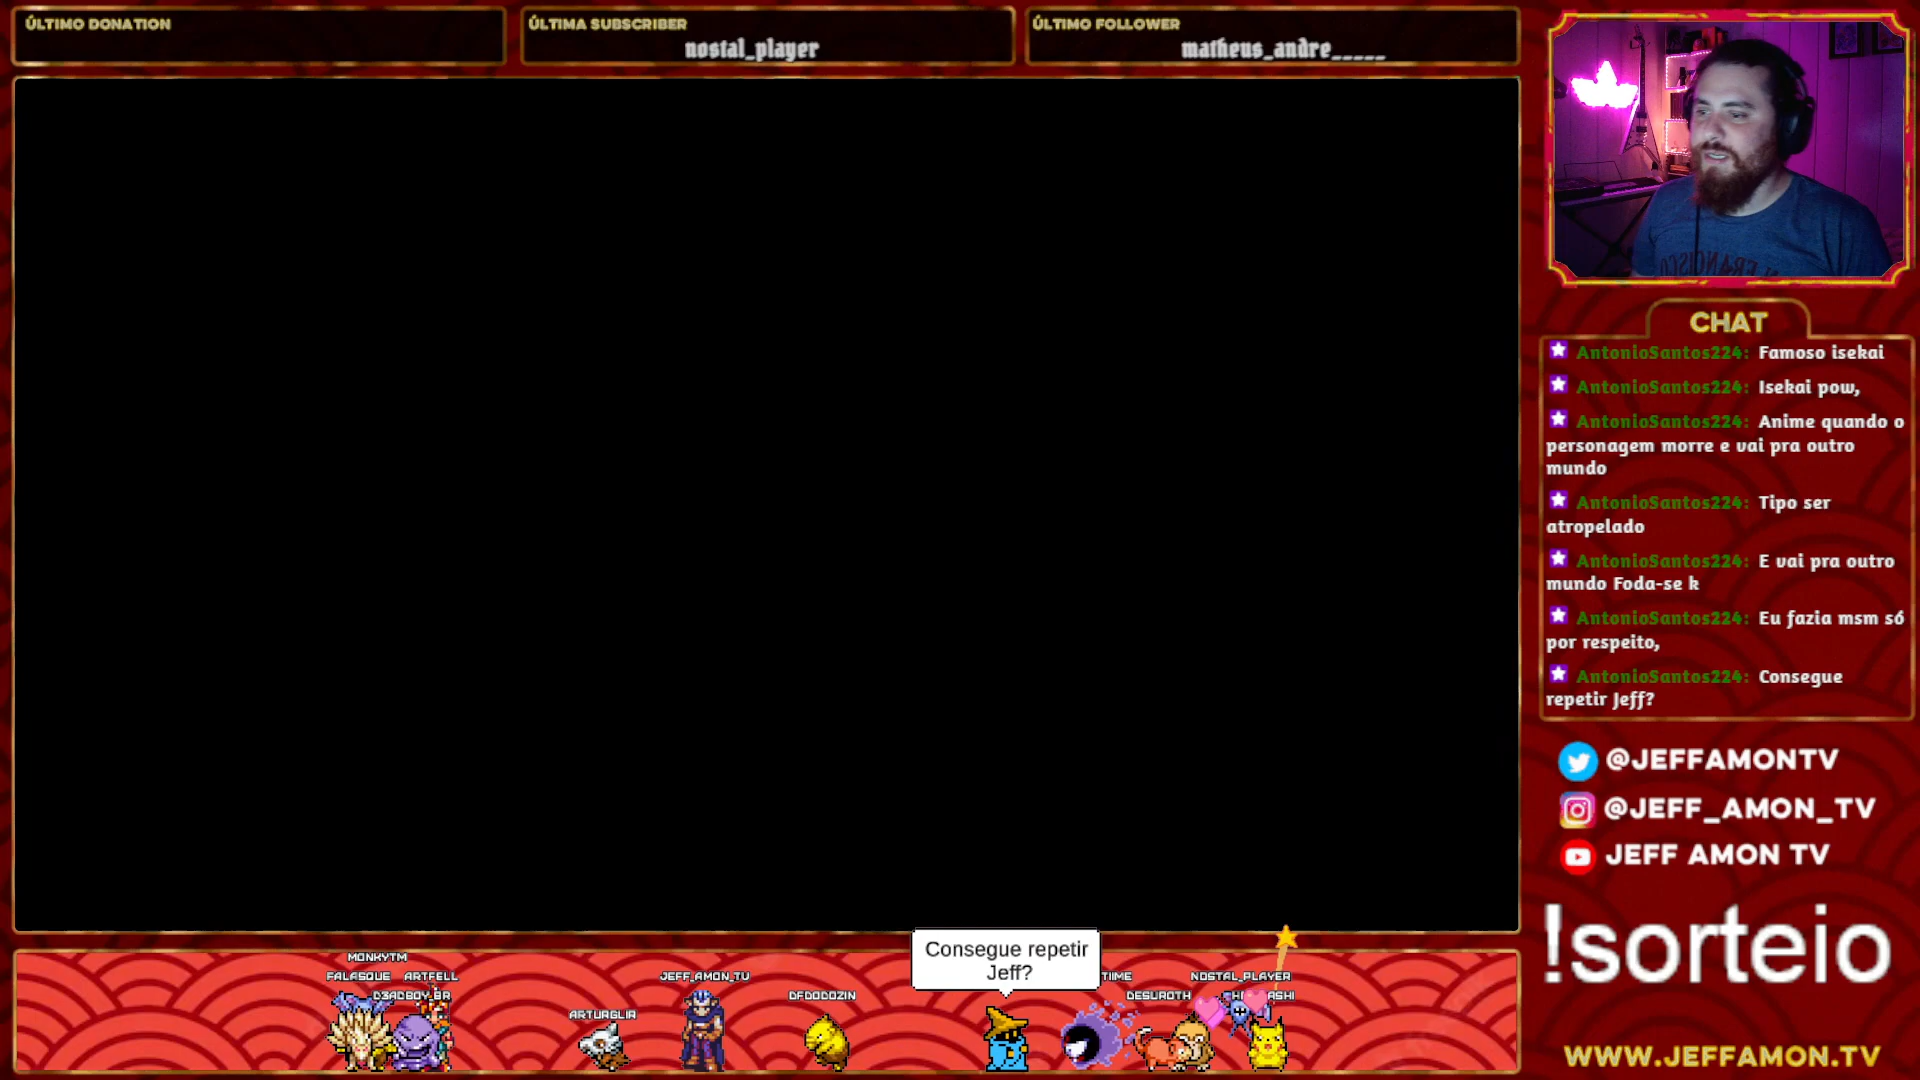 ÚLTIMO DONATION
ÚLTIMA SUBSCRIBER
nostal_player
ÚLTIMO FOLLOWER
matheus_andre_____
CHAT
AntonioSantos224: Famoso isekai
AntonioSantos224: Isekai pow,
AntonioSantos224: Anime quando o
personagem morre e vai pra outro
mundo
AntonioSantos224: Tipo ser
atropelado
AntonioSantos224: E vai pra outro
mundo Foda-se k
AntonioSantos224: Eu fazia msm só
por respeito,
AntonioSantos224: Consegue
repetir Jeff?
@JEFFAMONTV
@JEFF_AMON_TV
JEFF AMON TV
!sorteio
WWW.JEFFAMON.TV
Consegue repetir
Jeff?
MONKYTM
FALASQUE
ARTFELL
D3ADBOY_BR
ARTURGLIR
JEFF_AMON_TV
DFDODOZIN
DESUROTH
NOSTAL_PLAYER